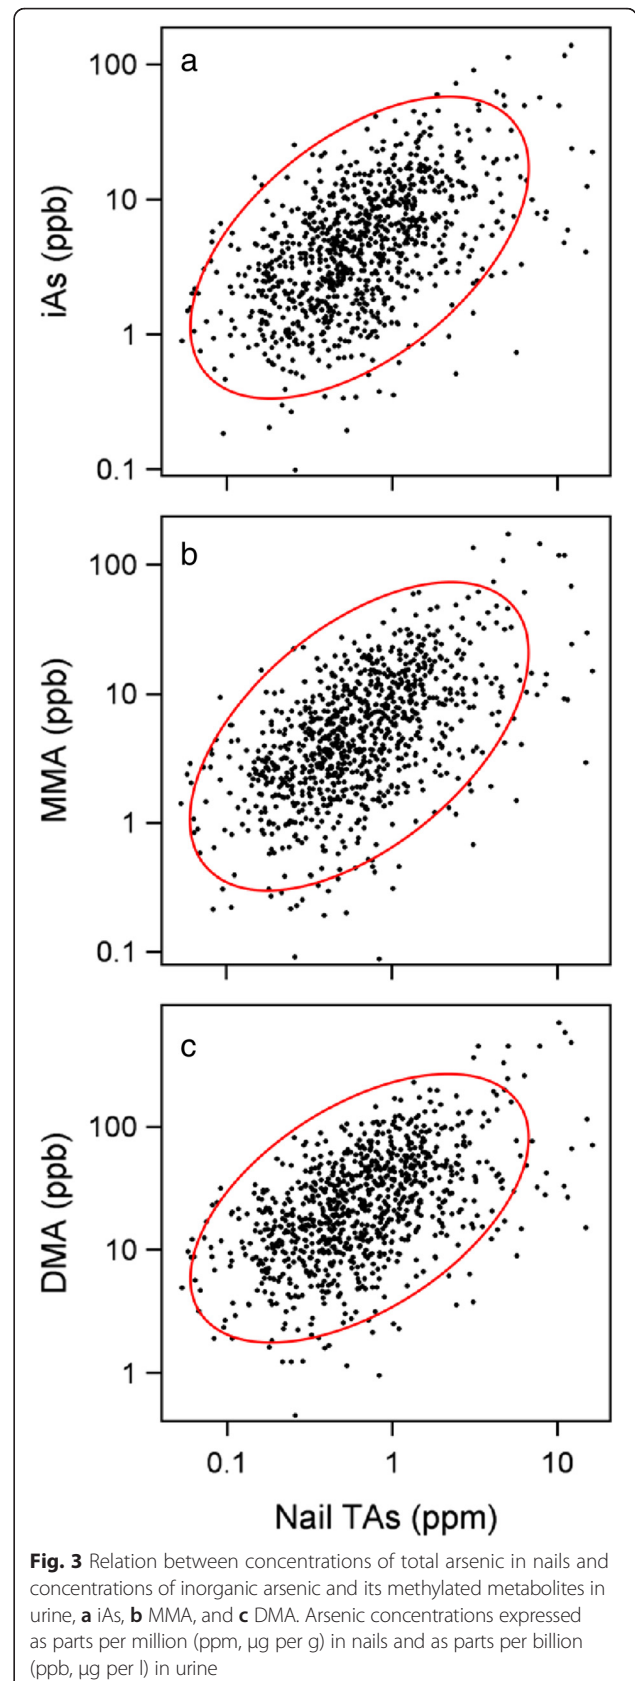 a
100
10
1
0.1
iAs (ppb)
b
100
10
1
0.1
MMA (ppb)
c
100
10
1
DMA (ppb)
0.1 1 10
Nail TAs (ppm)
Fig. 3 Relation between concentrations of total arsenic in nails and
concentrations of inorganic arsenic and its methylated metabolites in
urine, a iAs, b MMA, and c DMA. Arsenic concentrations expressed
as parts per million (ppm, μg per g) in nails and as parts per billion
(ppb, μg per l) in urine